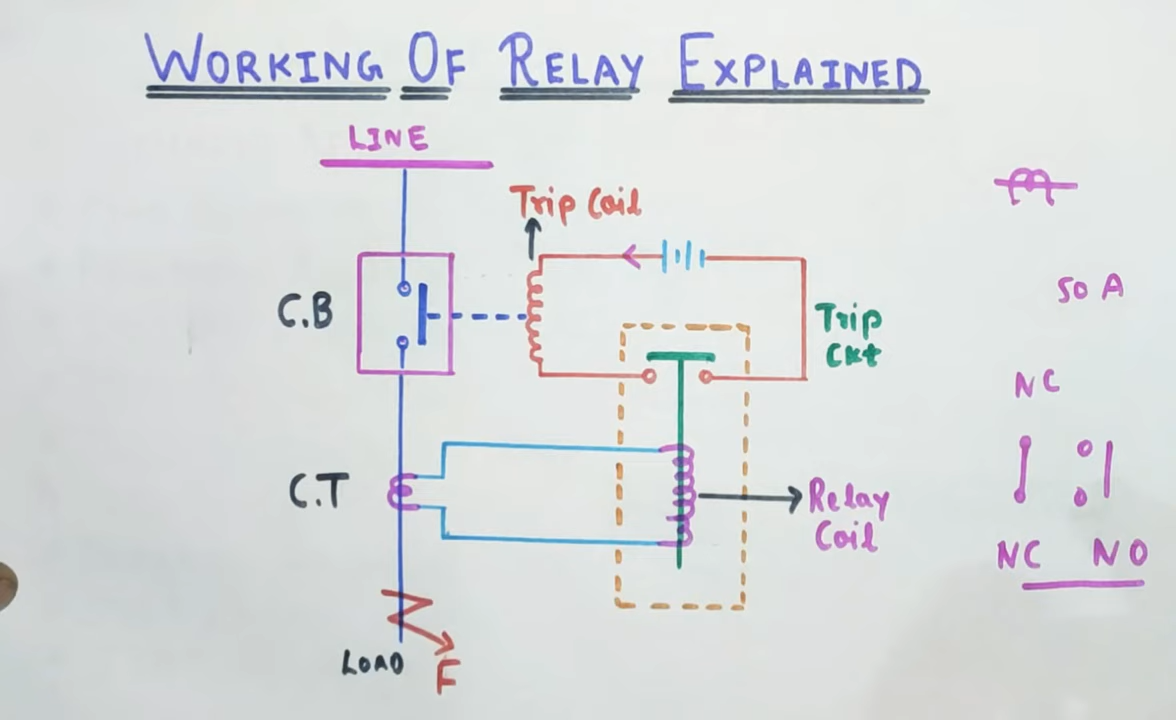 WORKING OF RELAY EXPLAINED
LINE
Trip Coil
C.B
Trip
Ckt
C.T
Relay
Coil
LOAD
F
50 A
NC
NC NO